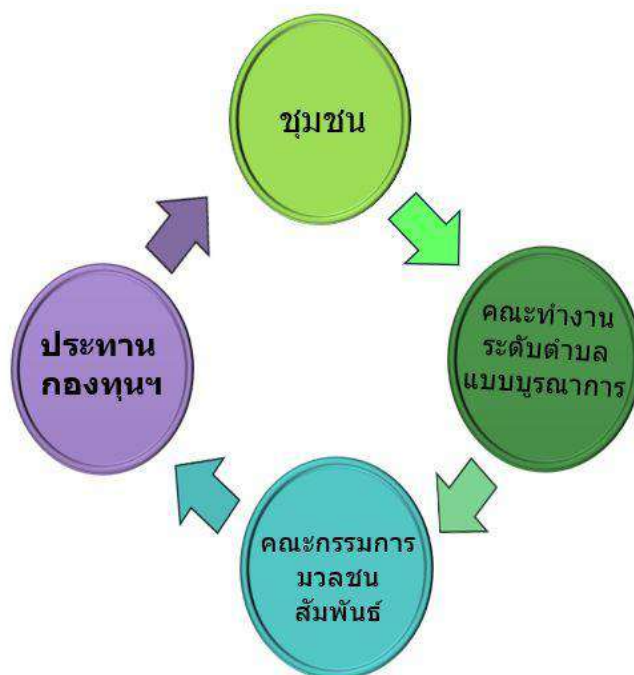 ชุมชน
คณะทำงาน
ระดับตำบล
แบบบูรณาการ
คณะกรรมการ
มวลชน
สัมพันธ์
ประทาน
กองทุนฯ